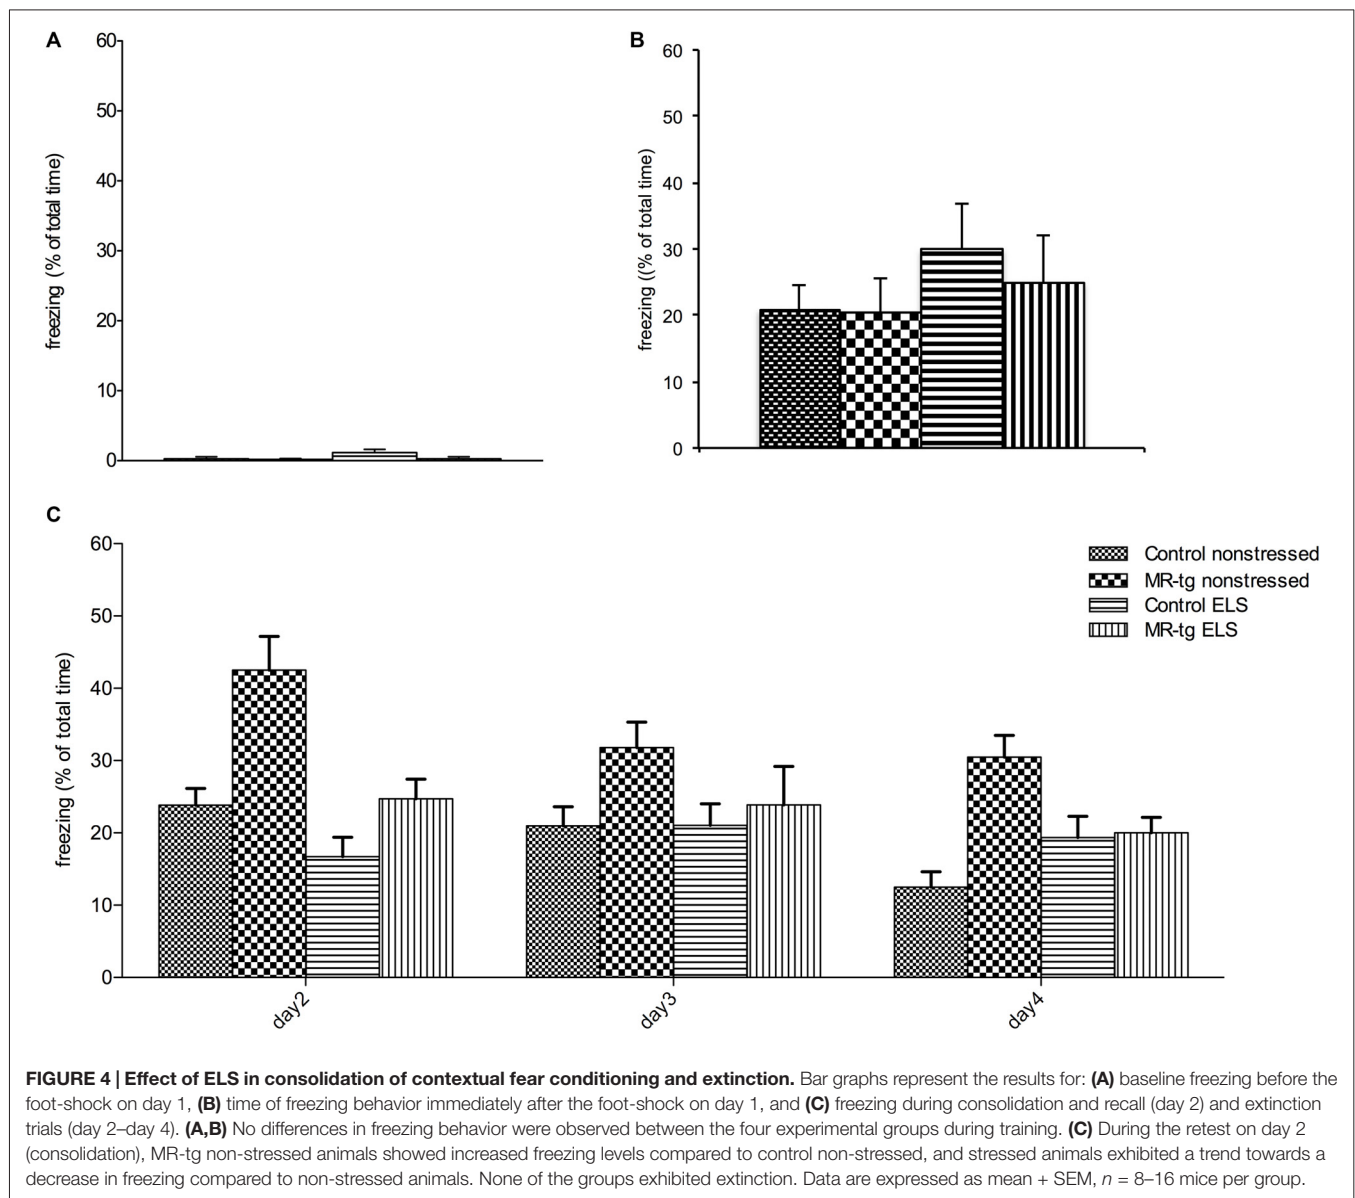 A
60
50
40
30
20
10
0
freezing (% of total time)
B
60
50
40
30
20
10
0
freezing ((% of total time)
C
60
50
40
30
20
10
0
freezing (% of total time)
day2
day3
day4
Control nonstressed
MR-tg nonstressed
Control ELS
MR-tg ELS
FIGURE 4 | Effect of ELS in consolidation of contextual fear conditioning and extinction. Bar graphs represent the results for: (A) baseline freezing before the
foot-shock on day 1, (B) time of freezing behavior immediately after the foot-shock on day 1, and (C) freezing during consolidation and recall (day 2) and extinction
trials (day 2–day 4). (A,B) No differences in freezing behavior were observed between the four experimental groups during training. (C) During the retest on day 2
(consolidation), MR-tg non-stressed animals showed increased freezing levels compared to control non-stressed, and stressed animals exhibited a trend towards a
decrease in freezing compared to non-stressed animals. None of the groups exhibited extinction. Data are expressed as mean + SEM, n = 8–16 mice per group.